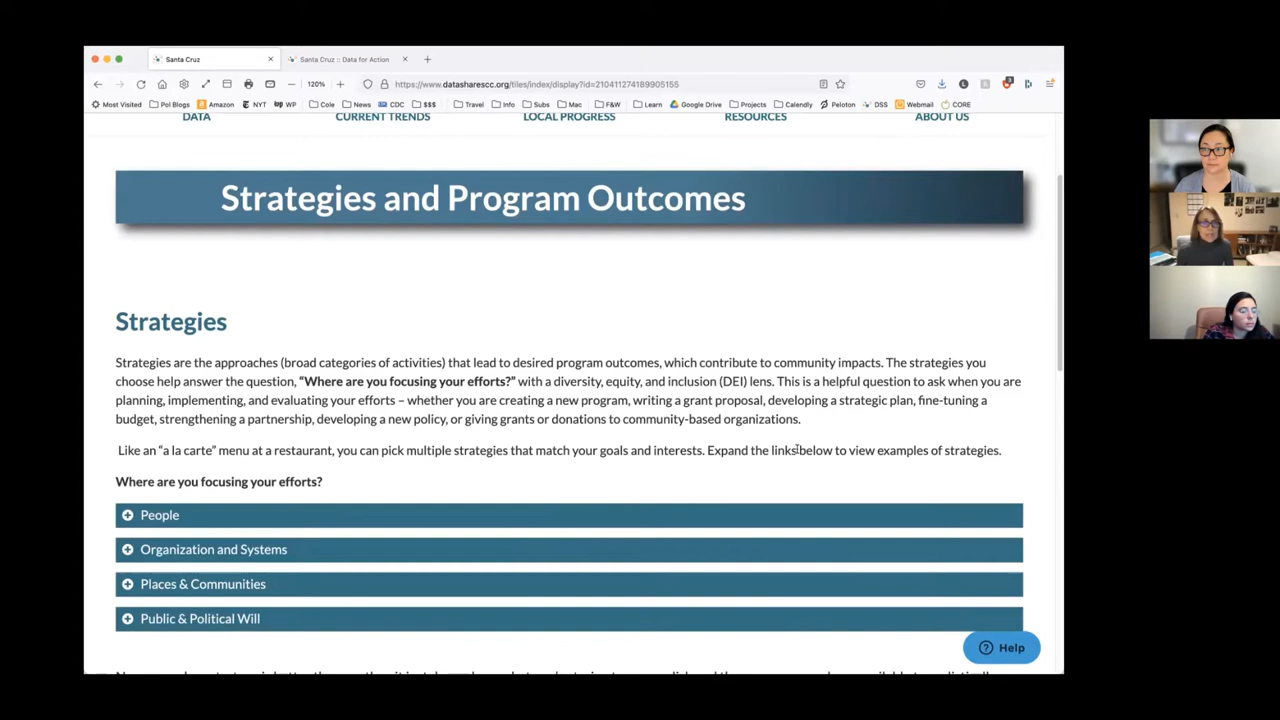 Santa Cruz
Santa Cruz :: Data for Action
120%
https://www.datasharescc.org/tiles/index/display?id=210411274189905155
Most Visited Pol Blogs Amazon NYT WP Cole News CDC $$$ Travel Info Subs Mac F&W Learn Google Drive Projects Calendly Peloton DSS Webmail CORE
DATA CURRENT TRENDS LOCAL PROGRESS RESOURCES ABOUT US
Strategies and Program Outcomes
Strategies
Strategies are the approaches (broad categories of activities) that lead to desired program outcomes, which contribute to community impacts. The strategies you
choose help answer the question, “Where are you focusing your efforts?” with a diversity, equity, and inclusion (DEI) lens. This is a helpful question to ask when you are
planning, implementing, and evaluating your efforts – whether you are creating a new program, writing a grant proposal, developing a strategic plan, fine-tuning a
budget, strengthening a partnership, developing a new policy, or giving grants or donations to community-based organizations.
Like an “a la carte” menu at a restaurant, you can pick multiple strategies that match your goals and interests. Expand the links below to view examples of strategies.
Where are you focusing your efforts?
People
Organization and Systems
Places & Communities
Public & Political Will
Help